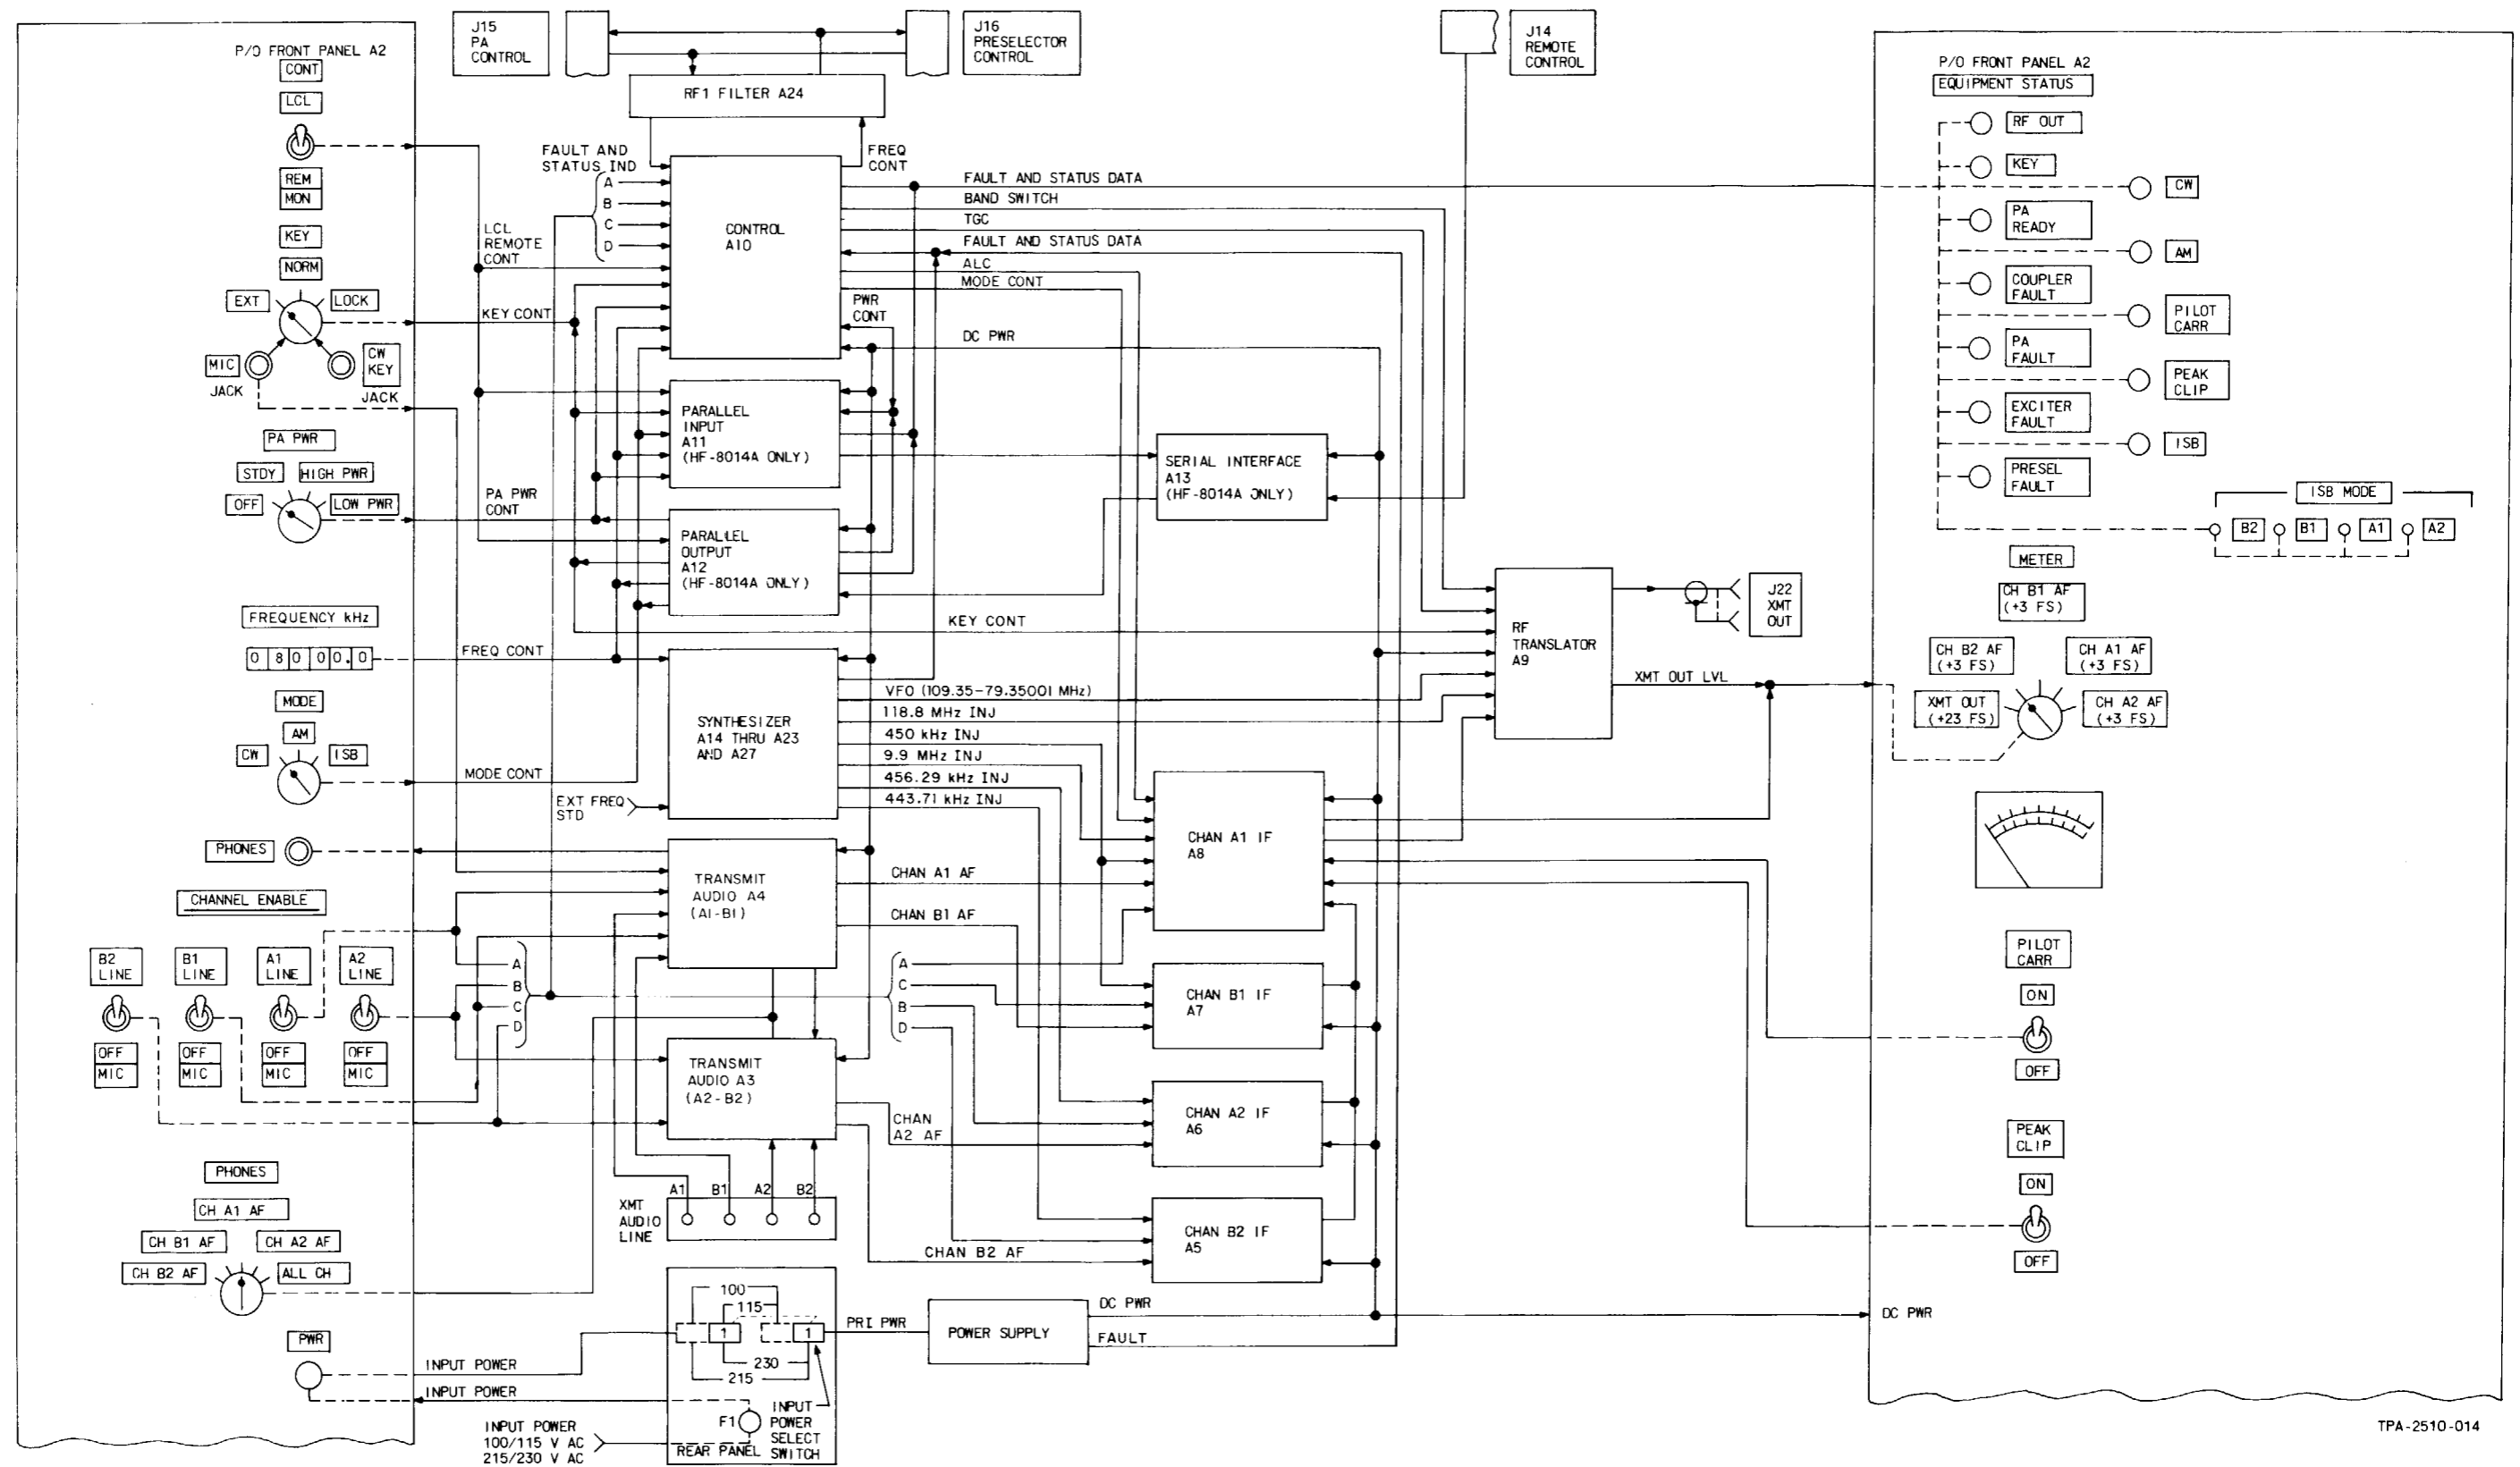 P/O FRONT PANEL A2
CONT
LCL
REM
MON
KEY
NORM
EXT
LOCK
MIC
JACK
CW
KEY
JACK
PA PWR
STDY
HIGH PWR
OFF
LOW PWR
FREQUENCY kHz
0 8 0 0 0 . 0
MODE
AM
CW
ISB
PHONES
CHANNEL ENABLE
B2
LINE
B1
LINE
A1
LINE
A2
LINE
OFF
MIC
OFF
MIC
OFF
MIC
OFF
MIC
PHONES
CH A1 AF
CH B1 AF
CH A2 AF
CH B2 AF
ALL CH
PWR
INPUT POWER
INPUT POWER
INPUT POWER
100/115 V AC
215/230 V AC
J15
PA
CONTROL
J16
PRESELECTOR
CONTROL
J14
REMOTE
CONTROL
RF1 FILTER A24
FAULT AND
STATUS IND
A
B
C
D
FREQ
CONT
LCL
REMOTE
CONT
KEY CONT
PA PWR
CONT
FREQ CONT
MODE CONT
EXT FREQ
STD
CONTROL
A10
FAULT AND STATUS DATA
BAND SWITCH
TGC
FAULT AND STATUS DATA
ALC
MODE CONT
PWR
CONT
DC PWR
PARALLEL
INPUT
A11
(HF-8014A ONLY)
PARALLEL
OUTPUT
A12
(HF-8014A ONLY)
SERIAL INTERFACE
A13
(HF-8014A ONLY)
KEY CONT
SYNTHESIZER
A14 THRU A23
AND A27
VFO (109.35-79.35001 MHz)
118.8 MHz INJ
450 kHz INJ
9.9 MHz INJ
456.29 kHz INJ
443.71 kHz INJ
TRANSMIT
AUDIO A4
(A1-B1)
CHAN A1 AF
CHAN B1 AF
A
B
C
D
A
C
B
D
TRANSMIT
AUDIO A3
(A2-B2)
CHAN
A2 AF
CHAN B2 AF
XMT
AUDIO
LINE
A1
B1
A2
B2
100
115
1
1
230
215
F1
INPUT
POWER
SELECT
SWITCH
REAR PANEL
PRI PWR
POWER SUPPLY
DC PWR
FAULT
RF
TRANSLATOR
A9
J22
XMT
OUT
XMT OUT LVL
CHAN A1 IF
A8
CHAN B1 IF
A7
CHAN A2 IF
A6
CHAN B2 IF
A5
P/O FRONT PANEL A2
EQUIPMENT STATUS
RF OUT
KEY
CW
PA
READY
AM
COUPLER
FAULT
PILOT
CARR
PA
FAULT
PEAK
CLIP
EXCITER
FAULT
ISB
PRESEL
FAULT
ISB MODE
B2
B1
A1
A2
METER
CH B1 AF
(+3 FS)
CH B2 AF
(+3 FS)
CH A1 AF
(+3 FS)
XMT OUT
(+23 FS)
CH A2 AF
(+3 FS)
PILOT
CARR
ON
OFF
PEAK
CLIP
ON
OFF
DC PWR
TPA-2510-014